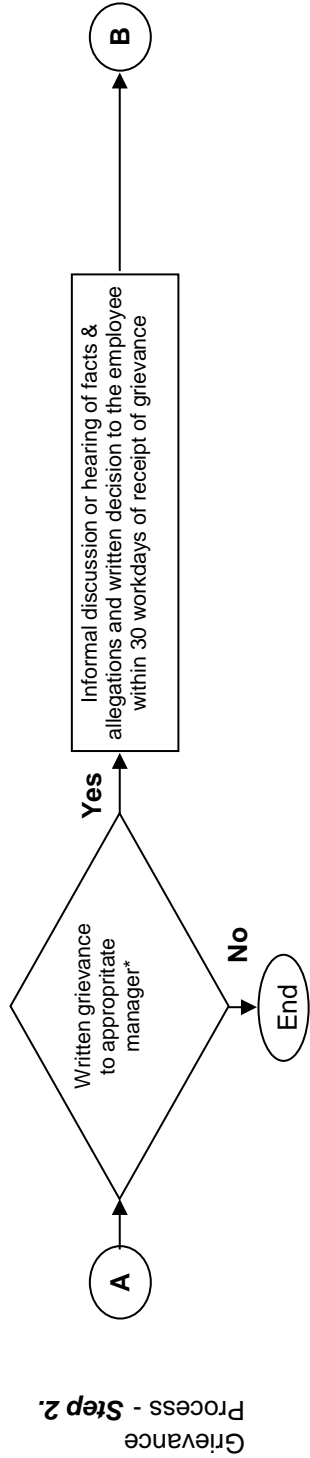 Grievance
Process - Step 2.
A
Written grievance
to appropritate
manager*
Yes
No
End
Informal discussion or hearing of facts &
allegations and written decision to the employee
within 30 workdays of receipt of grievance
B